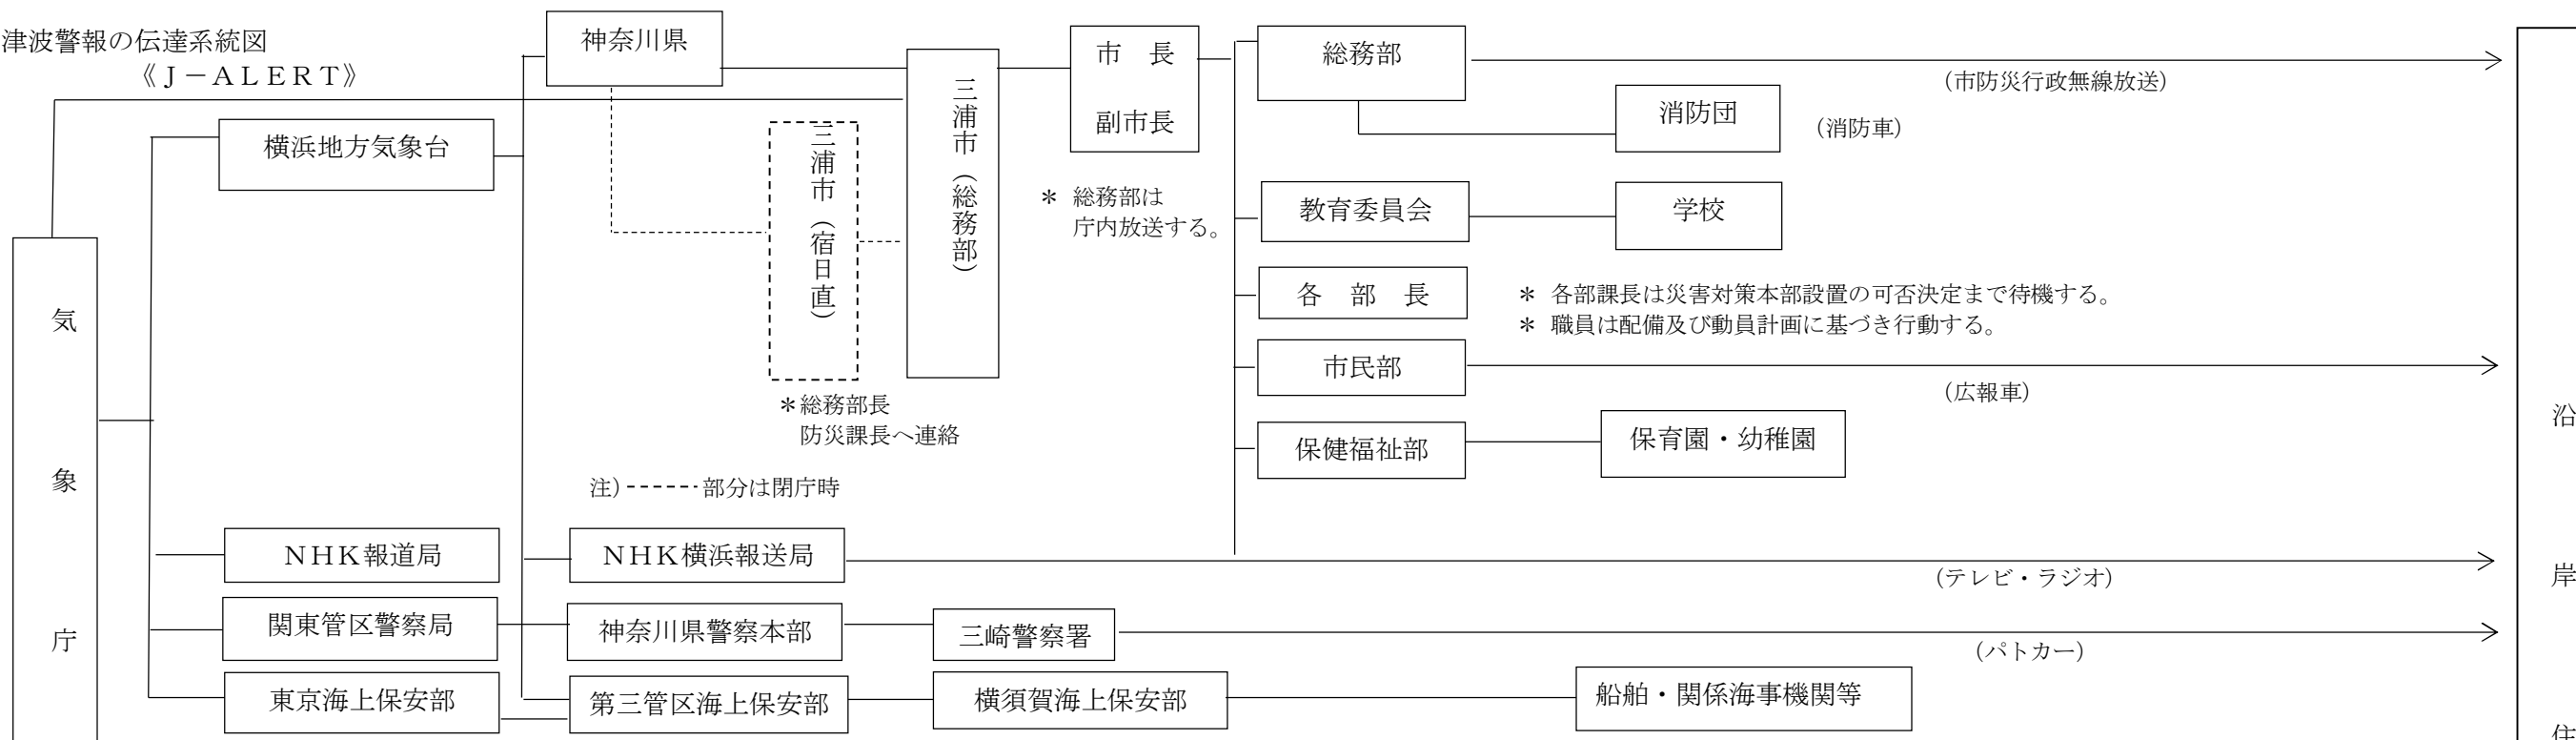 津波警報の伝達系統図
《Ｊ－ＡＬＥＲＴ》
神奈川県
横浜地方気象台
三浦市（宿日直）
三浦市（総務部）
市　長
副市長
総務部
（市防災行政無線放送）
消防団
（消防車）
＊ 総務部は
庁内放送する。
教育委員会
学校
各　部　長
＊ 各部課長は災害対策本部設置の可否決定まで待機する。
＊ 職員は配備及び動員計画に基づき行動する。
市民部
（広報車）
＊総務部長
防災課長へ連絡
保健福祉部
保育園・幼稚園
注）------部分は閉庁時
気象庁
ＮＨＫ報道局
ＮＨＫ横浜報送局
（テレビ・ラジオ）
関東管区警察局
神奈川県警察本部
三崎警察署
（パトカー）
東京海上保安部
第三管区海上保安部
横須賀海上保安部
船舶・関係海事機関等
沿岸住